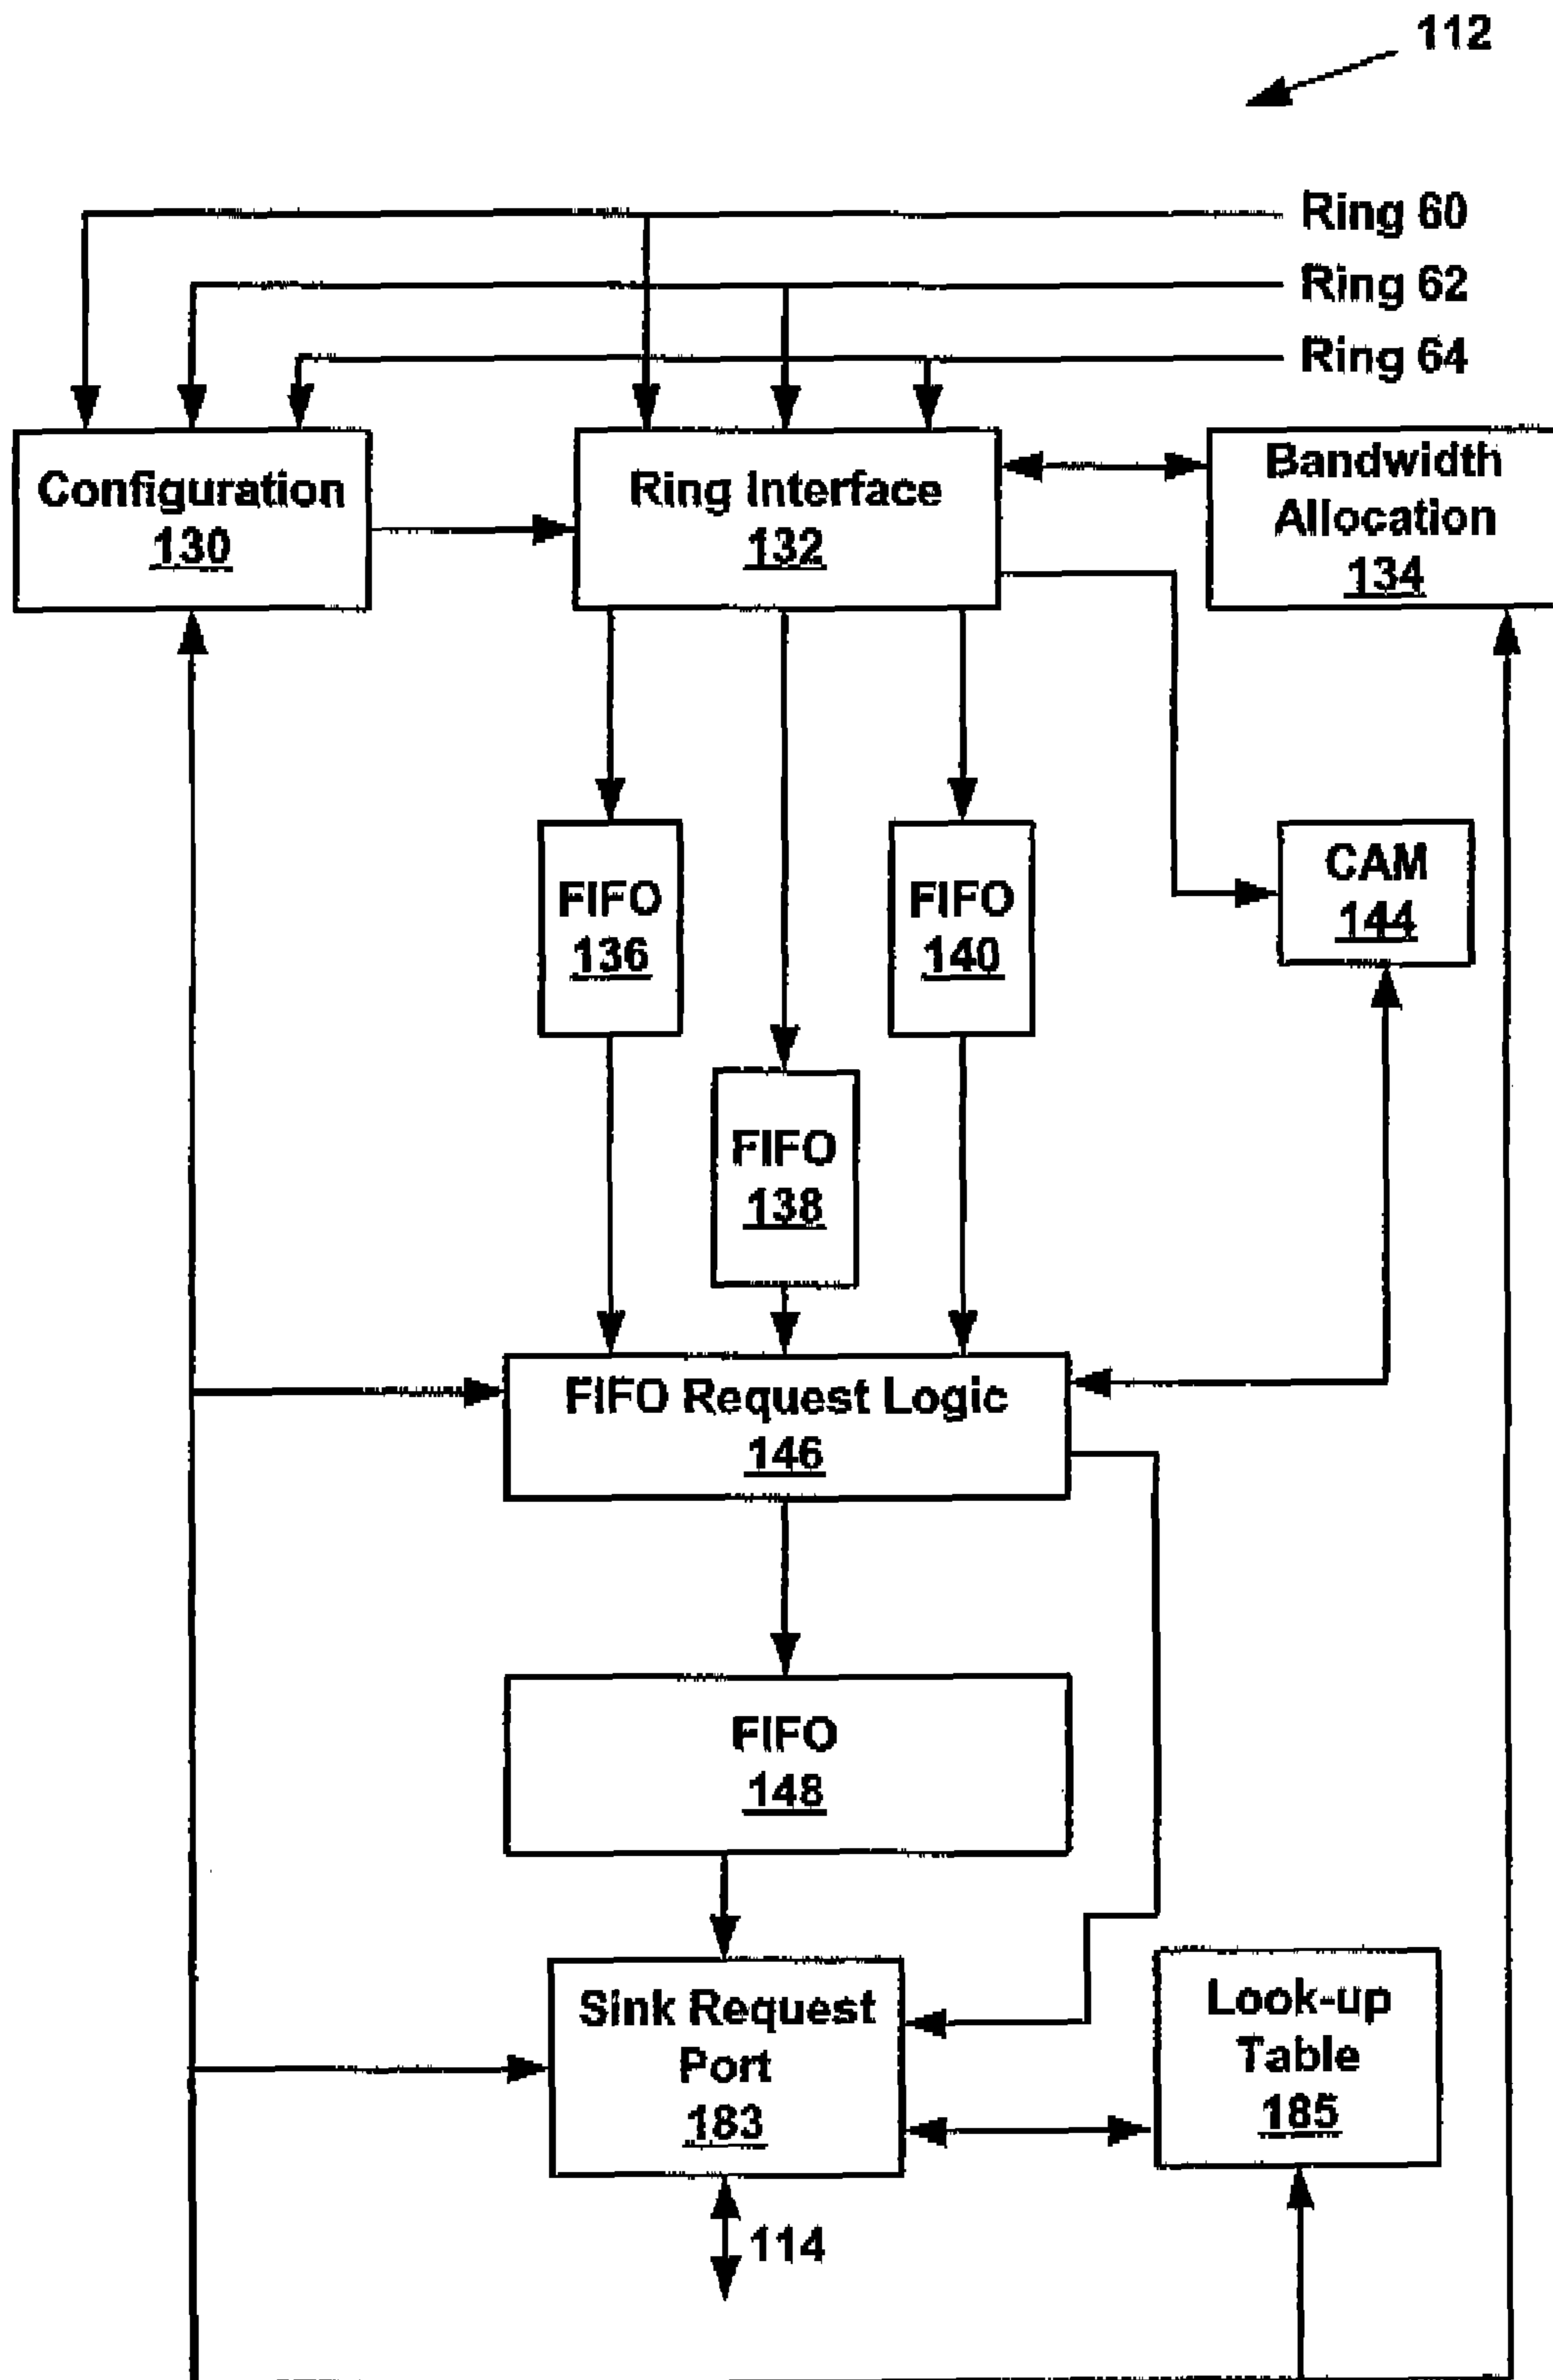 112
Ring 60
Ring 62
Ring 64
Configuration
130
Ring Interface
132
Bandwidth
Allocation
134
FIFO
136
FIFO
140
CAM
144
FIFO
138
FIFO Request Logic
146
FIFO
148
Sink Request
Port
183
Look-up
Table
185
114